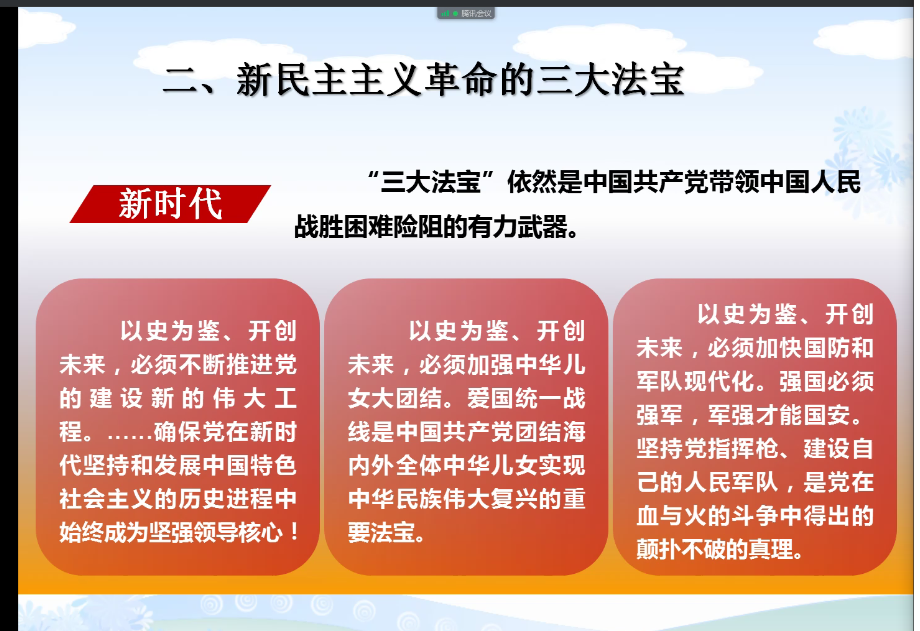 腾讯会议
二、新民主主义革命的三大法宝
新时代
“三大法宝”依然是中国共产党带领中国人民
战胜困难险阻的有力武器。
以史为鉴、开创
未来，必须不断推进党
的建设新的伟大工
程。……确保党在新时
代坚持和发展中国特色
社会主义的历史进程中
始终成为坚强领导核心！
以史为鉴、开创
未来，必须加强中华儿
女大团结。爱国统一战
线是中国共产党团结海
内外全体中华儿女实现
中华民族伟大复兴的重
要法宝。
以史为鉴、开创
未来，必须加快国防和
军队现代化。强国必须
强军，军强才能国安。
坚持党指挥枪、建设自
己的人民军队，是党在
血与火的斗争中得出的
颠扑不破的真理。